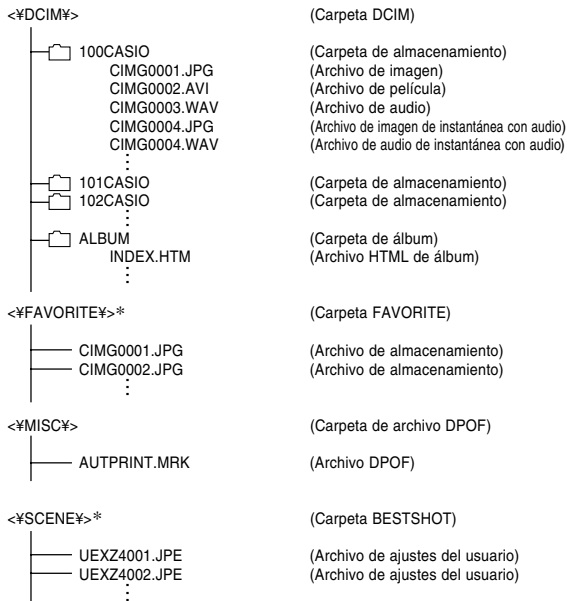 <¥DCIM¥> (Carpeta DCIM)
100CASIO (Carpeta de almacenamiento)
CIMG0001.JPG (Archivo de imagen)
CIMG0002.AVI (Archivo de película)
CIMG0003.WAV (Archivo de audio)
CIMG0004.JPG (Archivo de imagen de instantánea con audio)
CIMG0004.WAV (Archivo de audio de instantánea con audio)
101CASIO (Carpeta de almacenamiento)
102CASIO (Carpeta de almacenamiento)
ALBUM (Carpeta de álbum)
INDEX.HTM (Archivo HTML de álbum)
<¥FAVORITE¥>* (Carpeta FAVORITE)
CIMG0001.JPG (Archivo de almacenamiento)
CIMG0002.JPG (Archivo de almacenamiento)
<¥MISC¥> (Carpeta de archivo DPOF)
AUTPRINT.MRK (Archivo DPOF)
<¥SCENE¥>* (Carpeta BESTSHOT)
UEXZ4001.JPE (Archivo de ajustes del usuario)
UEXZ4002.JPE (Archivo de ajustes del usuario)